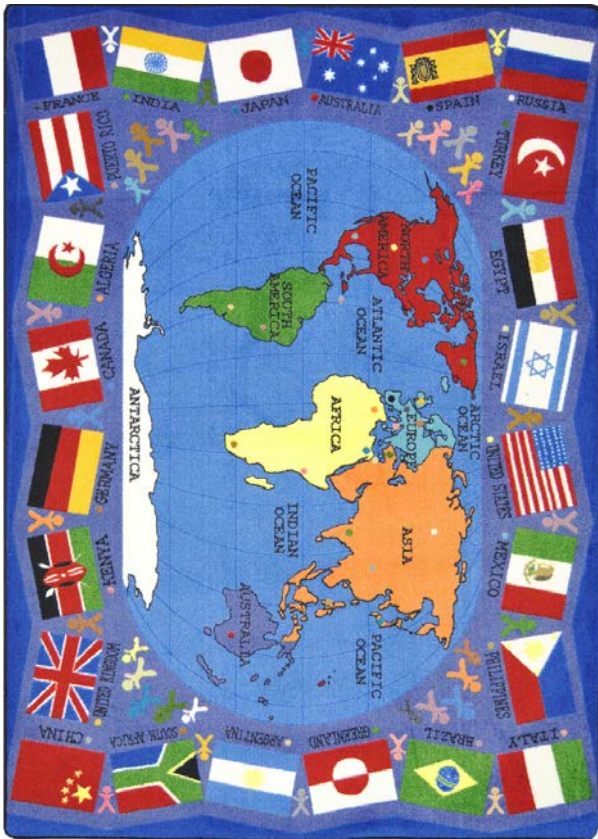 FRANCE
INDIA
JAPAN
AUSTRALIA
SPAIN
RUSSIA
PUERTO RICO
TURKEY
ALGERIA
EGYPT
CANADA
ISRAEL
GERMANY
UNITED STATES
KENYA
MEXICO
UNITED KINGDOM
PHILIPPINES
CHINA
SOUTH AFRICA
ARGENTINA
GREENLAND
BRAZIL
ITALY
PACIFIC
OCEAN
NORTH
AMERICA
SOUTH
AMERICA
ATLANTIC
OCEAN
ARCTIC
OCEAN
EUROPE
AFRICA
ANTARCTICA
ASIA
INDIAN
OCEAN
AUSTRALIA
PACIFIC
OCEAN